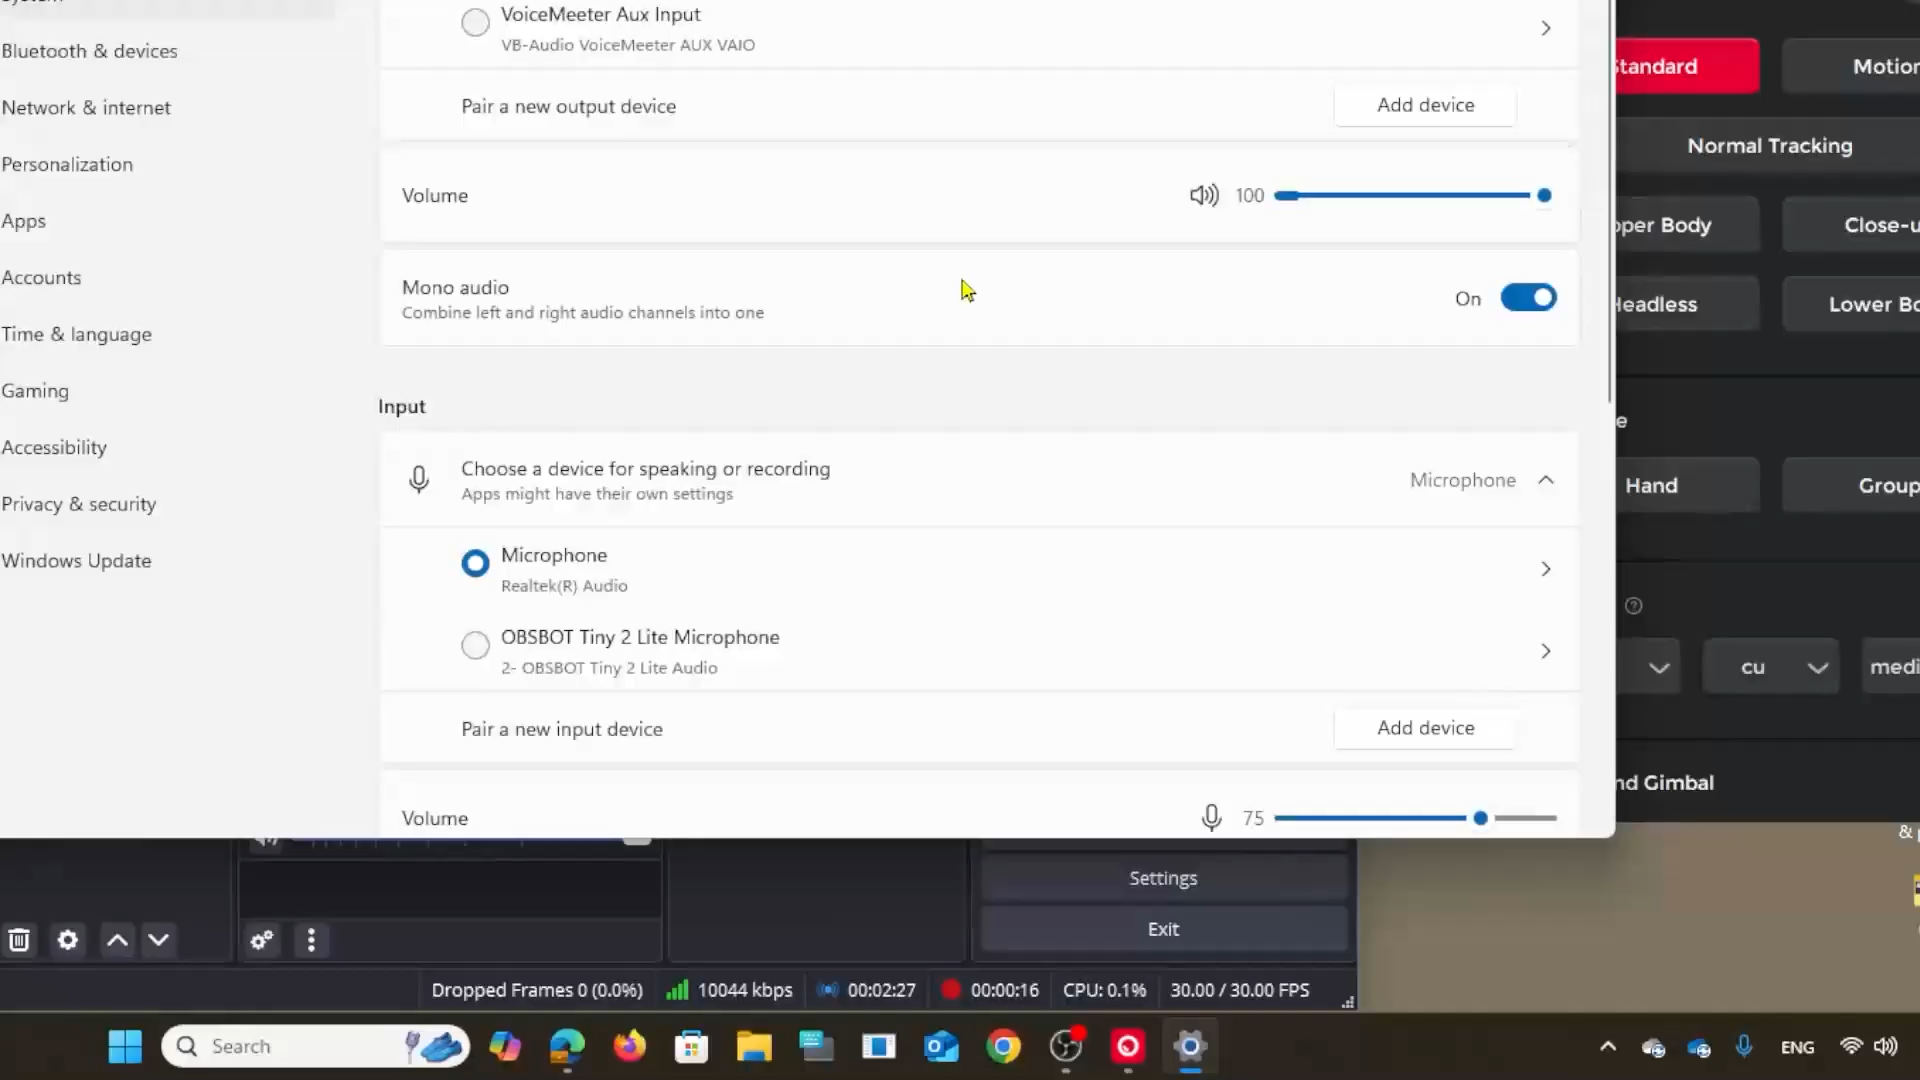 VoiceMeeter Aux Input
VB-Audio VoiceMeeter AUX VAIO
Bluetooth & devices
Network & internet
Personalization
Apps
Accounts
Time & language
Gaming
Accessibility
Privacy & security
Windows Update
Pair a new output device
Add device
Volume
100
Mono audio
Combine left and right audio channels into one
On
Input
Choose a device for speaking or recording
Apps might have their own settings
Microphone
Microphone
Realtek(R) Audio
OBSBOT Tiny 2 Lite Microphone
2- OBSBOT Tiny 2 Lite Audio
Pair a new input device
Add device
Volume
75
Standard
Motion
Normal Tracking
pper Body
Close-u
Headless
Lower Bo
e
Hand
Group
cu
medi
nd Gimbal
&
Settings
Exit
Dropped Frames 0 (0.0%)
10044 kbps
00:02:27
00:00:16
CPU: 0.1%
30.00 / 30.00 FPS
Search
ENG